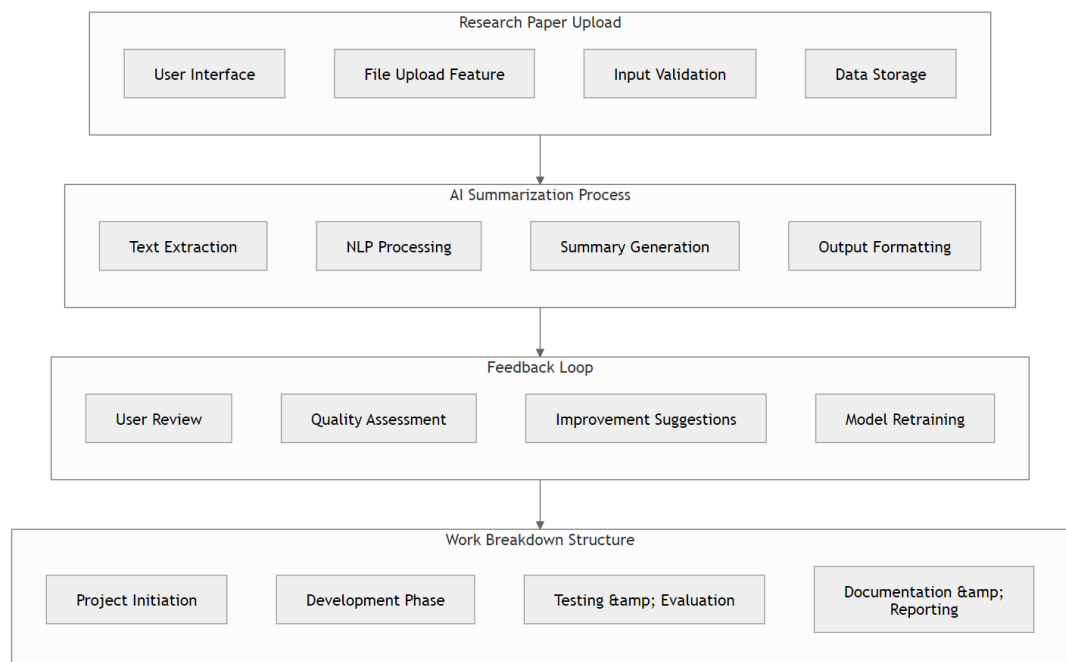 Research Paper Upload
User Interface
File Upload Feature
Input Validation
Data Storage
AI Summarization Process
Text Extraction
NLP Processing
Summary Generation
Output Formatting
Feedback Loop
User Review
Quality Assessment
Improvement Suggestions
Model Retraining
Work Breakdown Structure
Project Initiation
Development Phase
Testing &amp; Evaluation
Documentation &amp;
Reporting